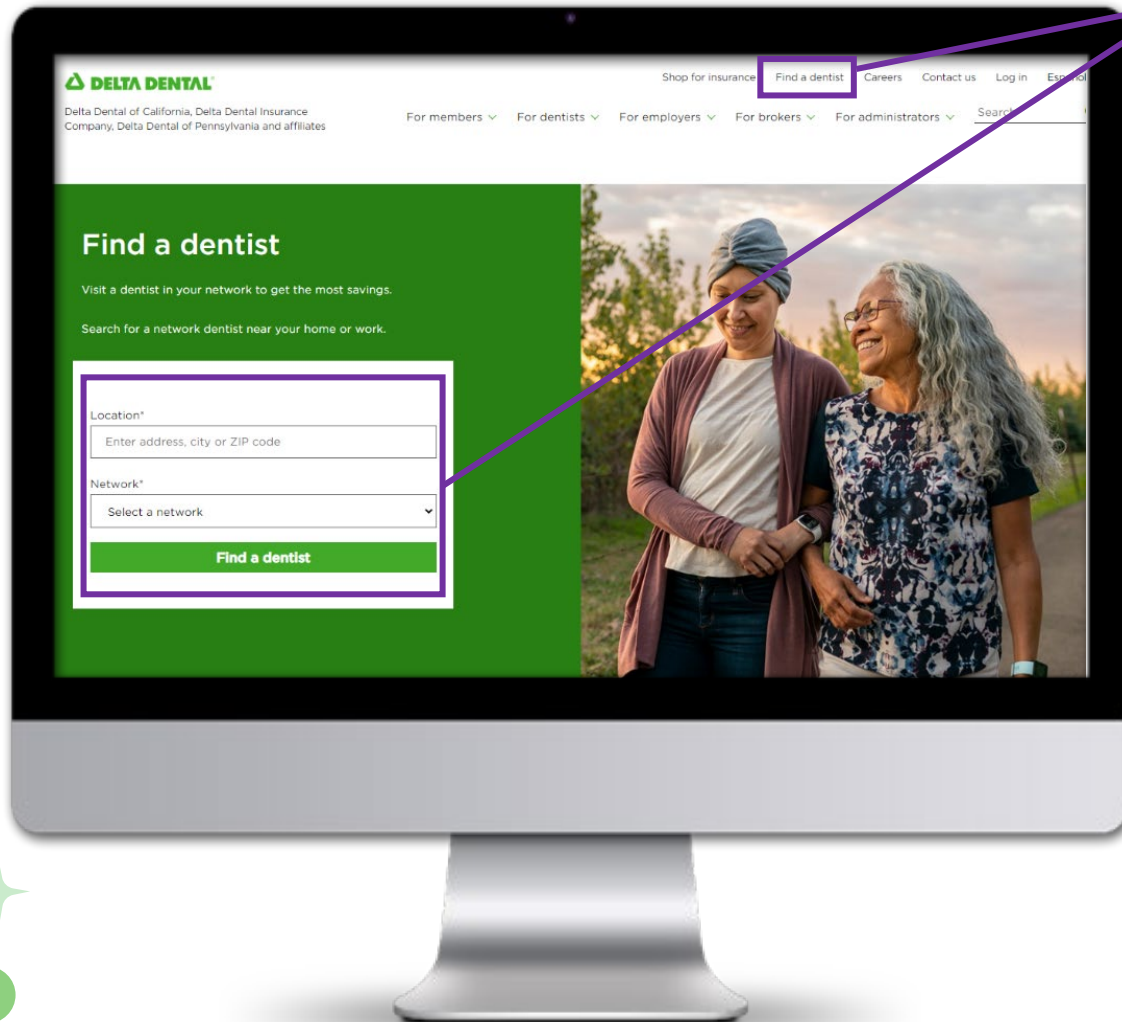 DELTA DENTAL
Shop for insurance Find a dentist Careers Contact us Log in Español
Delta Dental of California, Delta Dental Insurance
Company, Delta Dental of Pennsylvania and affiliates
For members For dentists For employers For brokers For administrators Search
Find a dentist
Visit a dentist in your network to get the most savings.
Search for a network dentist near your home or work.
Location*
Enter address, city or ZIP code
Network*
Select a network
Find a dentist